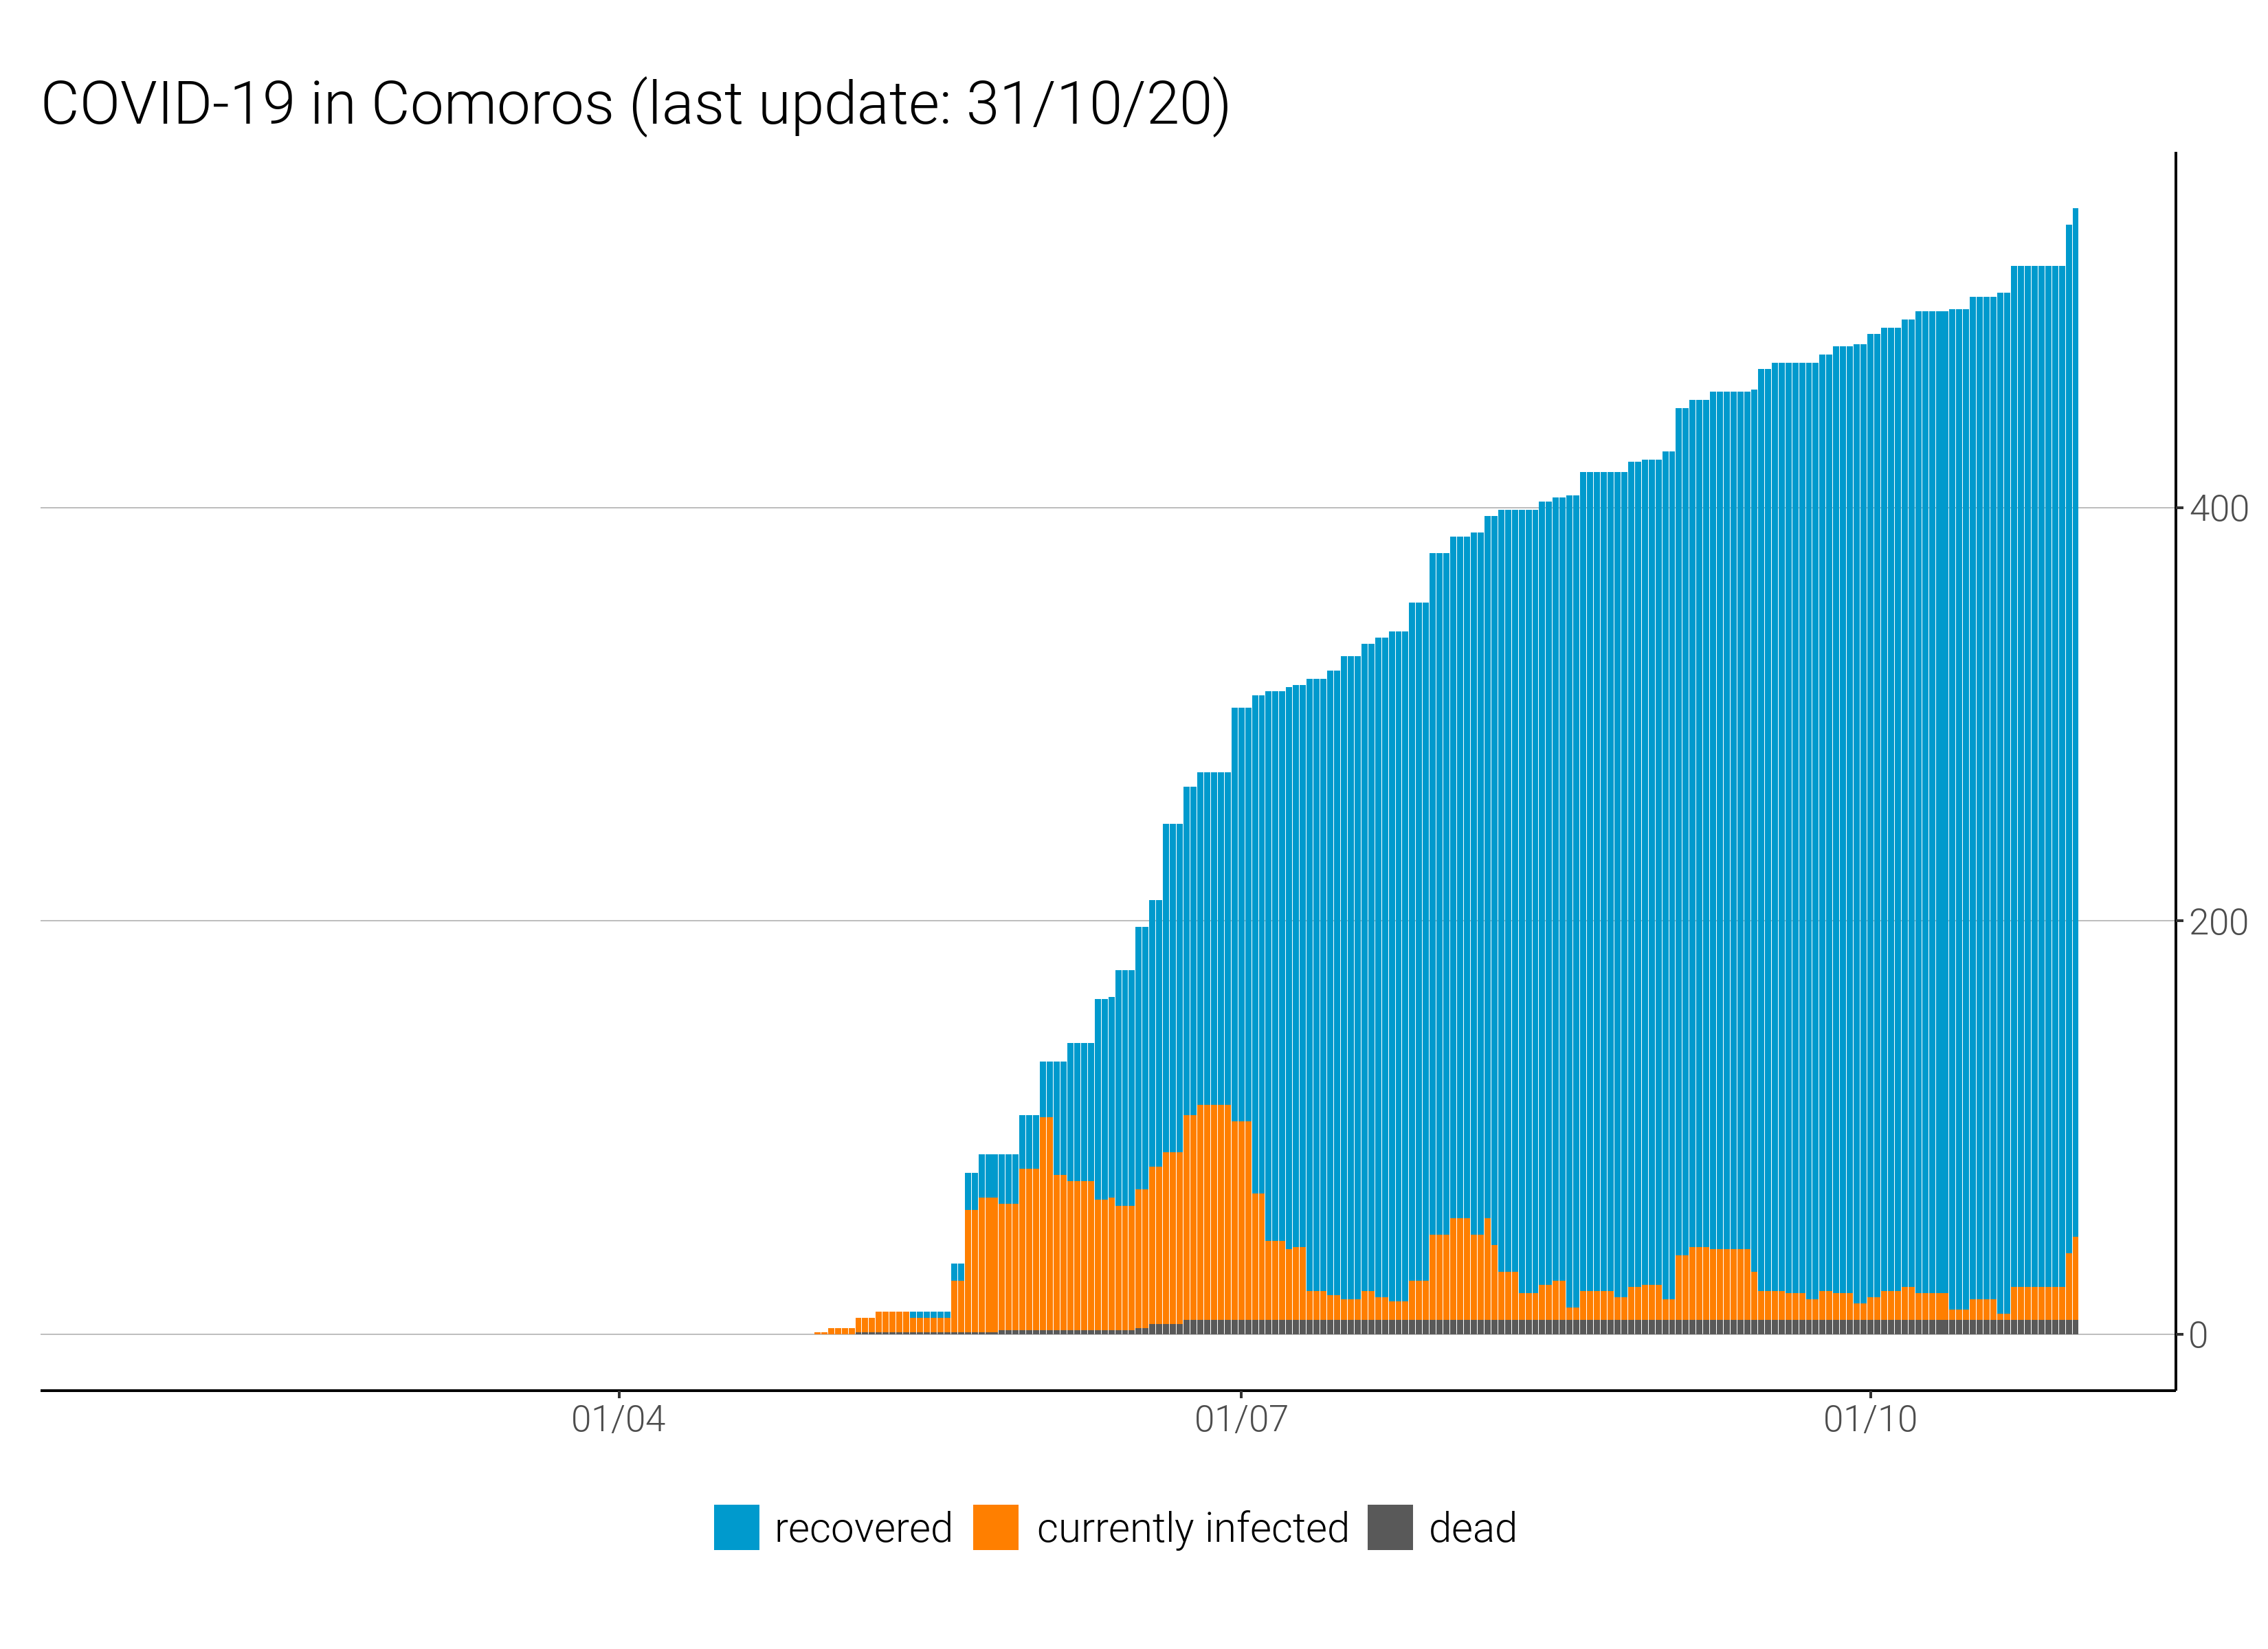 COVID-19 in Comoros (last update: 31/10/20)
400
200
0
01/04 01/07 01/10
recovered currently infected dead